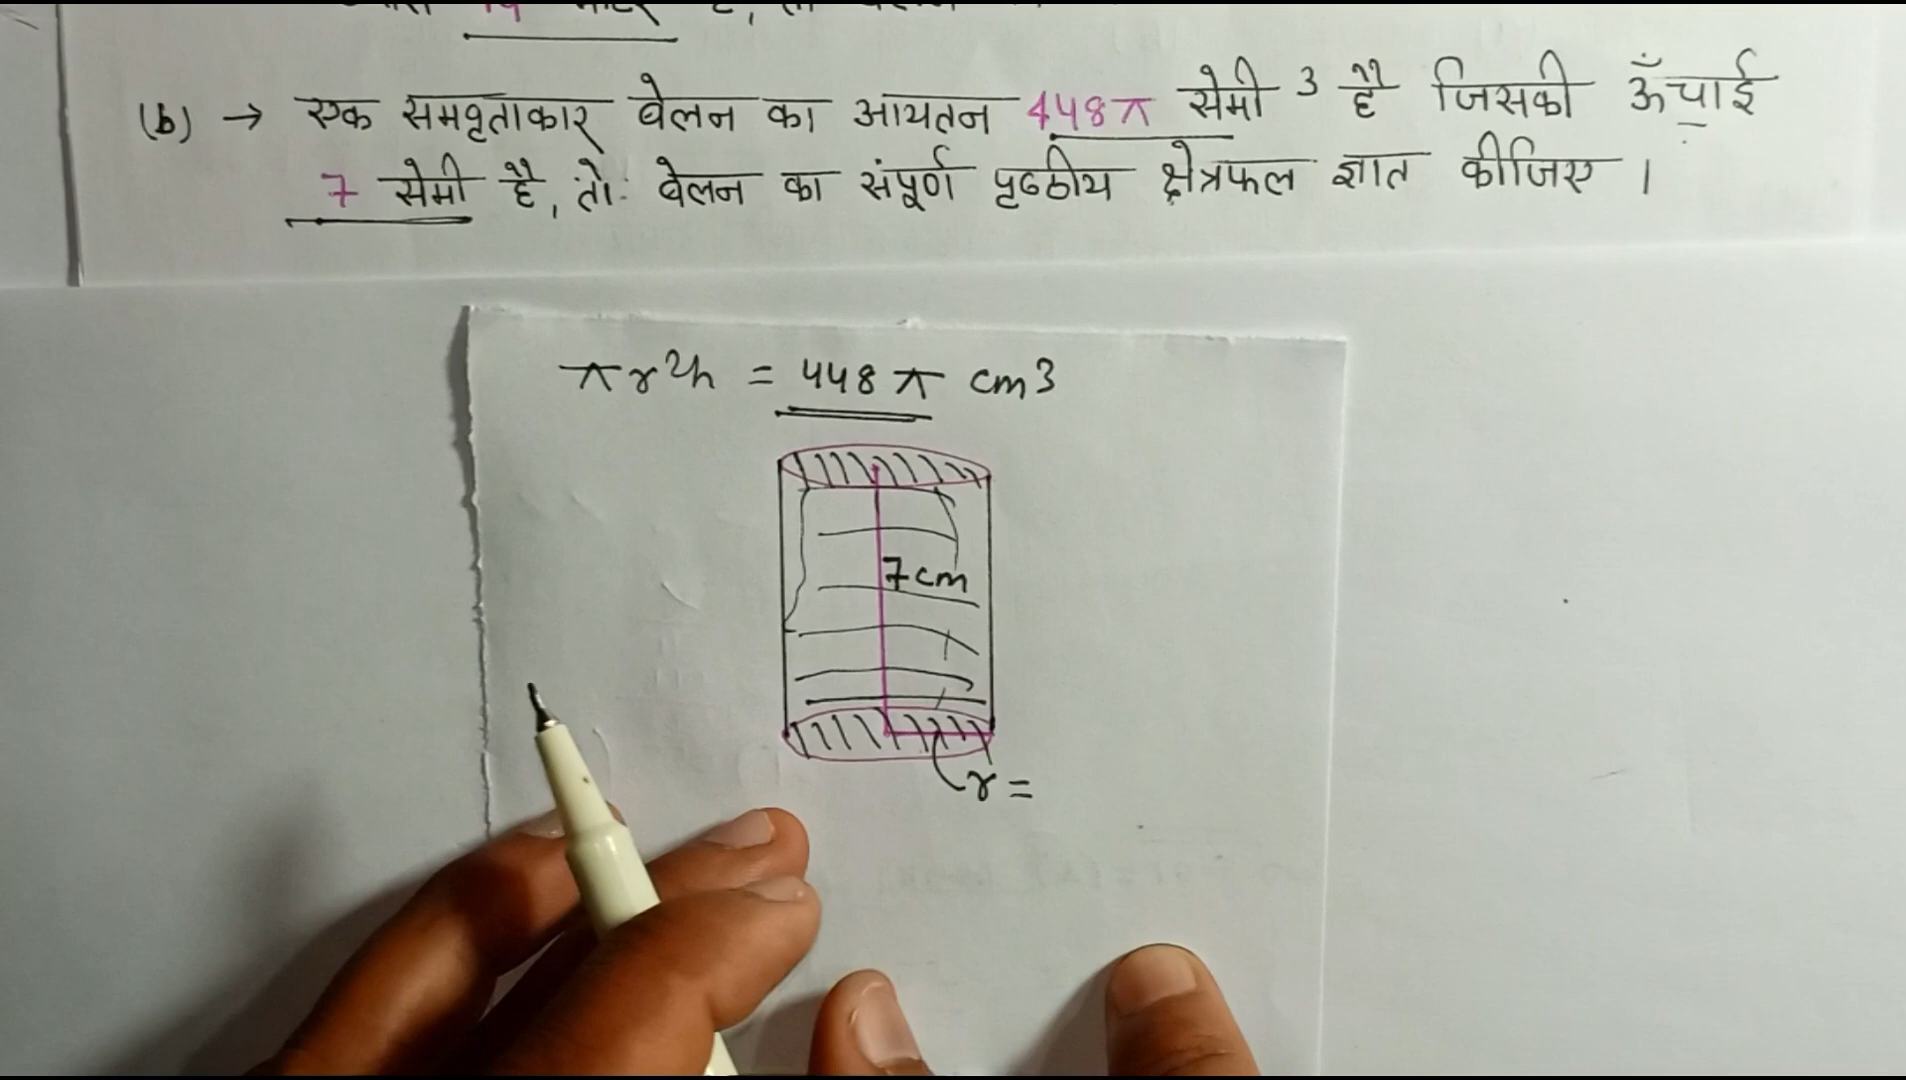 (b) → एक समवृताकार बेलन का आयतन 448π सेमी ³ है जिसकी ऊँचाई
7 सेमी है, तो बेलन का संपूर्ण पृष्ठीय क्षेत्रफल ज्ञात कीजिए ।
πr²h = 448π cm³
7cm
r =